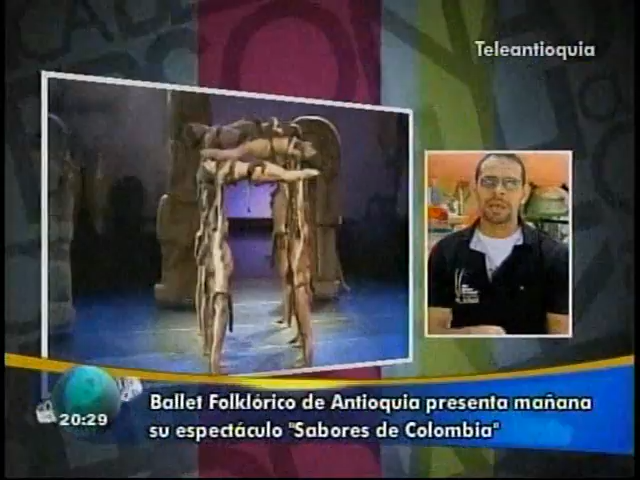 Teleantioquia
20:29
Ballet Folklórico de Antioquia presenta mañana
su espectáculo "Sabores de Colombia"